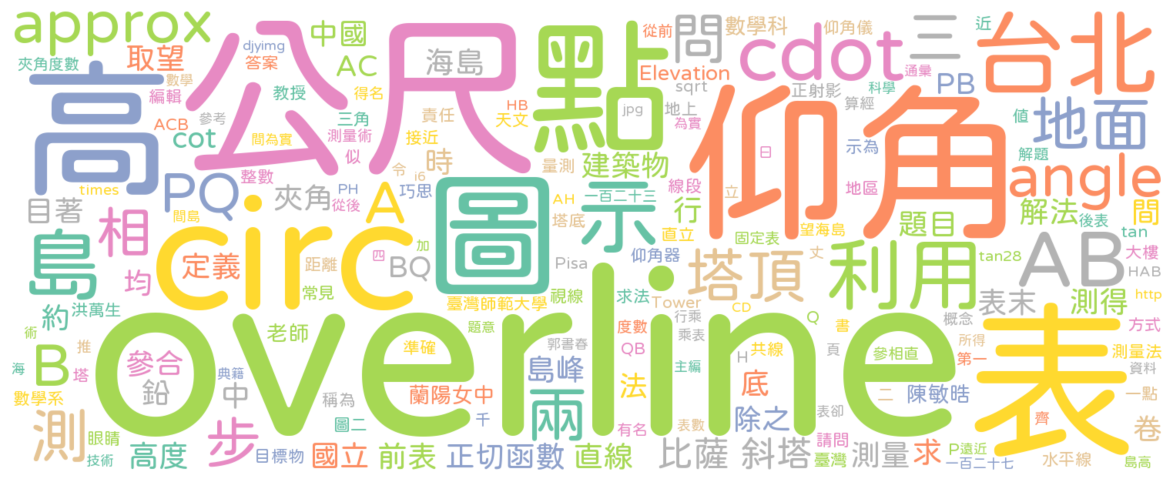 approx
夾角度數
djyimg
答案
中國
海島
從前
問
仰角儀
數學科
三
近
台北
高
公尺
點
取望
數學
編輯
教授
AC
得名
Elevation
sqrt
cdot
通彙
正射影
科學
PB
地面
參考
ACB
cot
間為實
三角
測量術
責任
接近
HB
天文
jpg
地上
為實
仰角
算經
值
示為
解題
angle
整數
似
時
量測
建築物
日
地區
times
PQ
夾角
令
i6
PH
巧思
從後
A
圖
AH
塔底
一百二十三
線段
立
望海島
行
題目
解法
間
後表
目著
相
問島
circ
示
直立
固定表
tan
島
均
定義
距離
四
加
BQ
Pisa
仰角器
塔頂
丈
利用
tan28
AB
大樓
HAB
約
洪萬生
常見
臺灣師範大學
視線
求法
Tower
CD
Q
表末
測得
http
術
推
老師
題意
overline
度數
行乘
乘表
書
概念
方式
表
海
B
塔
參合
典籍
準確
郭書春
島峰
QB
共線
H
頁
參相直
所得
第一
測量法
資料
數學系
鉛
中
稱為
蘭陽女中
法
主編
底
二
陳敏晧
一點
測
步
圖二
千
兩
除之
表卻
齊
卷
眼睛
技術
高度
目標物
國立
前表
正切函數
直線
有名
表數
比薩
斜塔
請問
臺灣
測量
求
P遠近
一百二十七
水平線
島高